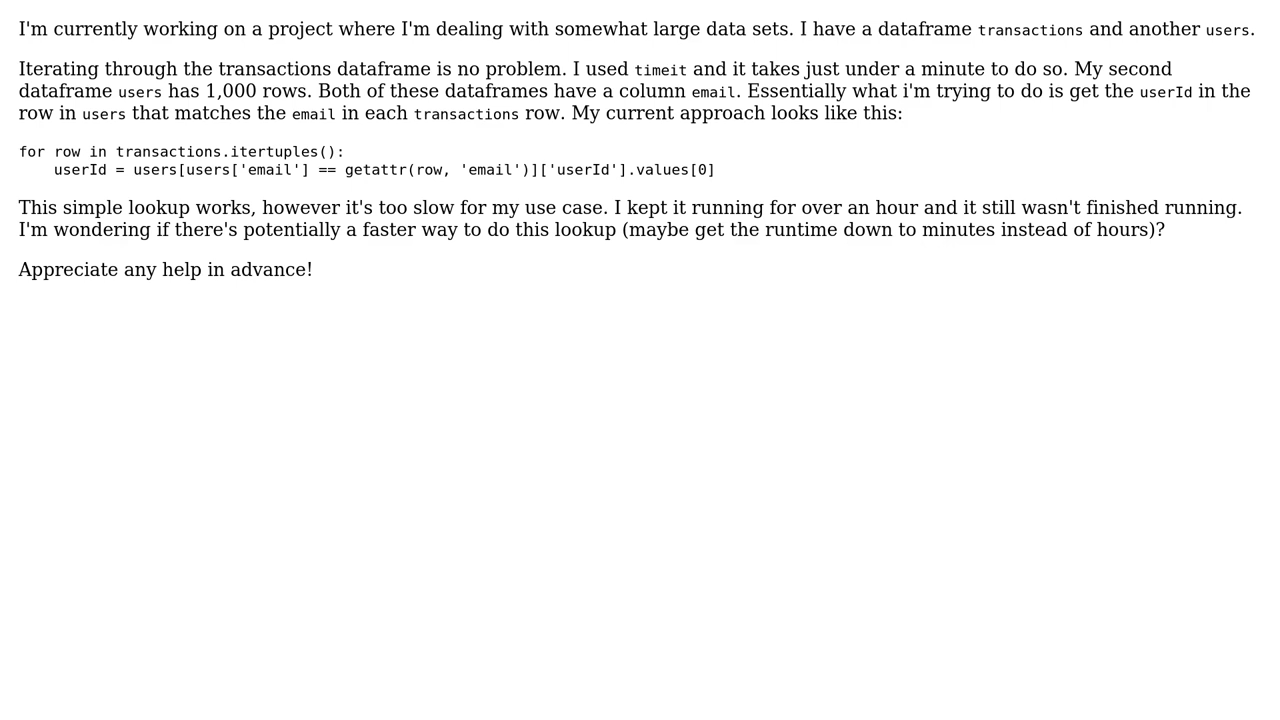 I'm currently working on a project where I'm dealing with somewhat large data sets. I have a dataframe transactions and another users.
Iterating through the transactions dataframe is no problem. I used timeit and it takes just under a minute to do so. My second
dataframe users has 1,000 rows. Both of these dataframes have a column email. Essentially what i'm trying to do is get the userId in the
row in users that matches the email in each transactions row. My current approach looks like this:
for row in transactions.itertuples():
    userId = users[users['email'] == getattr(row, 'email')]['userId'].values[0]
This simple lookup works, however it's too slow for my use case. I kept it running for over an hour and it still wasn't finished running.
I'm wondering if there's potentially a faster way to do this lookup (maybe get the runtime down to minutes instead of hours)?
Appreciate any help in advance!